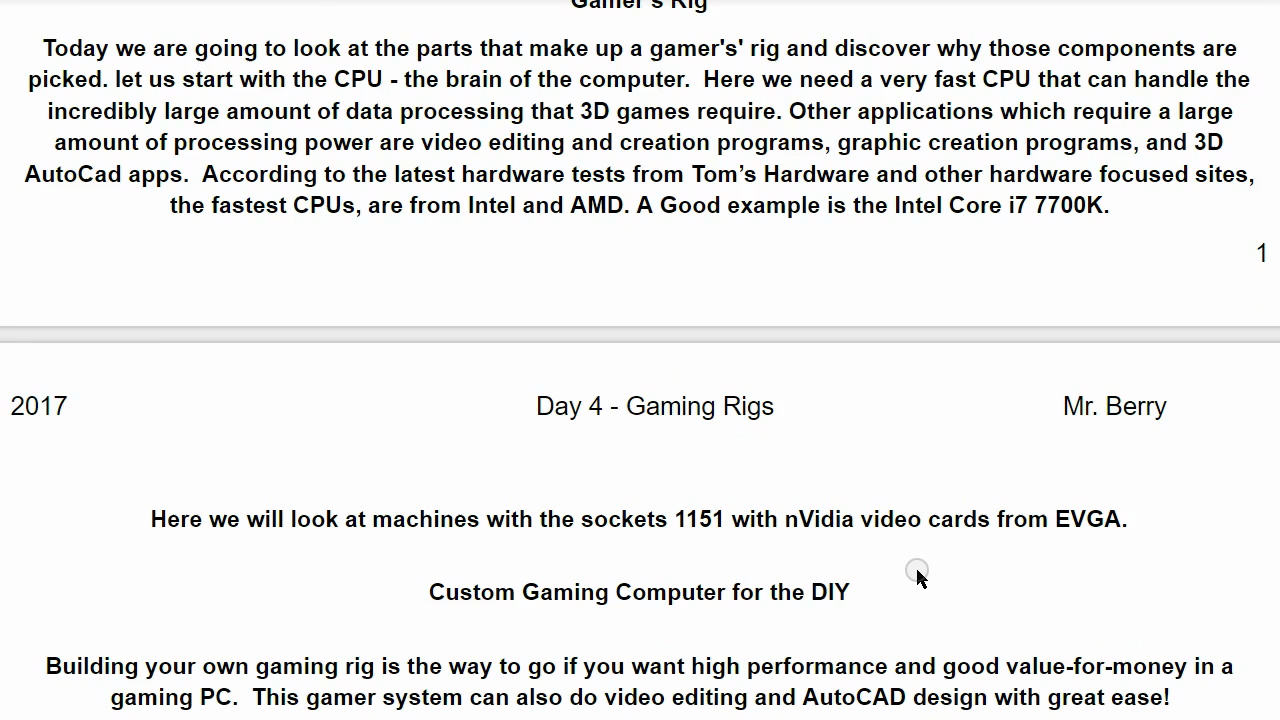 Gamer's Rig
Today we are going to look at the parts that make up a gamer's' rig and discover why those components are
picked. let us start with the CPU - the brain of the computer.  Here we need a very fast CPU that can handle the
incredibly large amount of data processing that 3D games require. Other applications which require a large
amount of processing power are video editing and creation programs, graphic creation programs, and 3D
AutoCad apps.  According to the latest hardware tests from Tom’s Hardware and other hardware focused sites,
the fastest CPUs, are from Intel and AMD. A Good example is the Intel Core i7 7700K.
1
2017 Day 4 - Gaming Rigs Mr. Berry
Here we will look at machines with the sockets 1151 with nVidia video cards from EVGA.
Custom Gaming Computer for the DIY
Building your own gaming rig is the way to go if you want high performance and good value-for-money in a
gaming PC.  This gamer system can also do video editing and AutoCAD design with great ease!